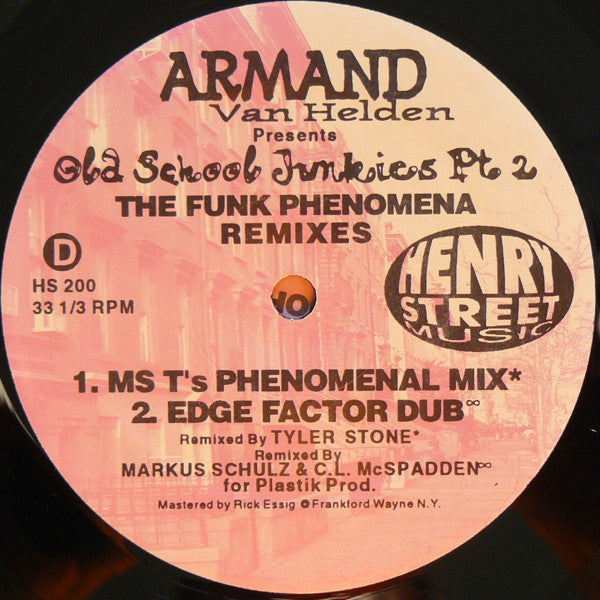 ARMAND
Van Helden
Presents
Old School Junkies Pt 2
THE FUNK PHENOMENA
REMIXES
D
HS 200
33 1/3 RPM
HENRY
STREET
MUSIC
1. MS T's PHENOMENAL MIX*
2. EDGE FACTOR DUB∞
Remixed By TYLER STONE*
Remixed By
MARKUS SCHULZ & C.L. McSPADDEN∞
for Plastik Prod.
Mastered by Rick Essig @ Frankford Wayne N.Y.